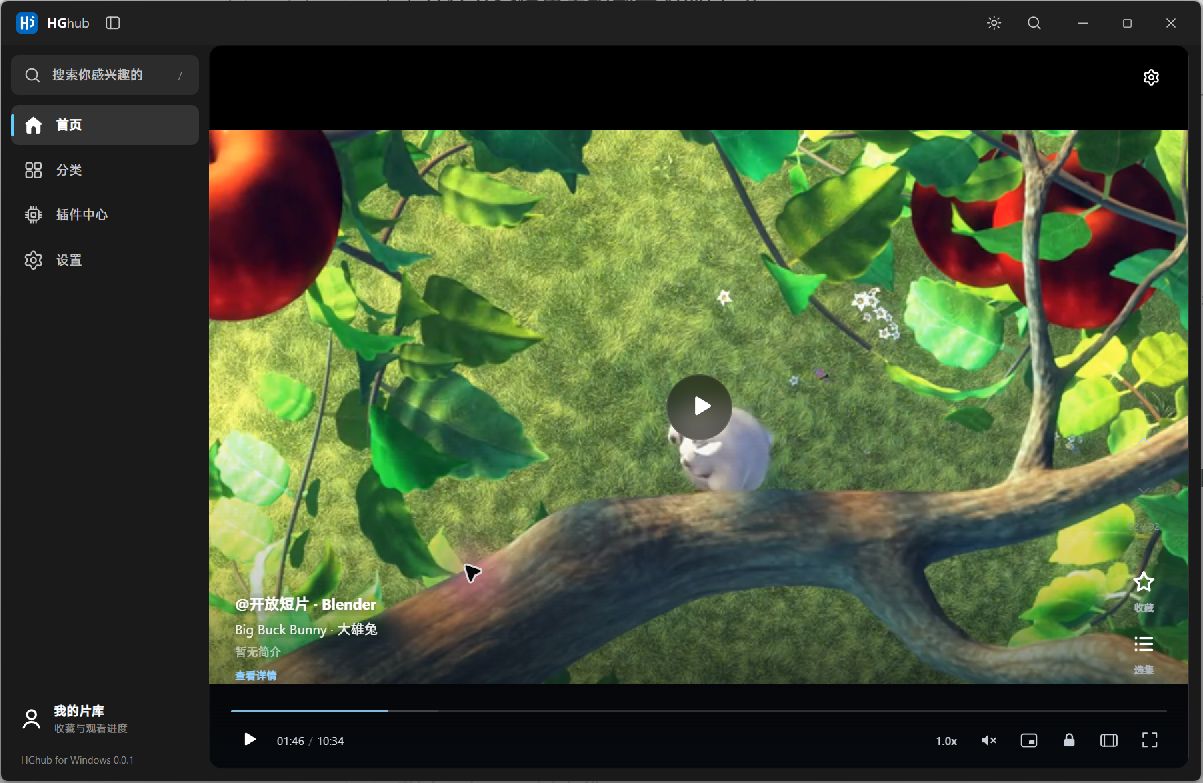 HGhub
搜索你感兴趣的 /
首页
分类
插件中心
设置
@开放短片 · Blender
Big Buck Bunny · 大雄兔
暂无简介
查看详情
收藏
选集
我的片库
收藏与观看进度
HGhub for Windows 0.0.1
01:46 / 10:34
1.0x